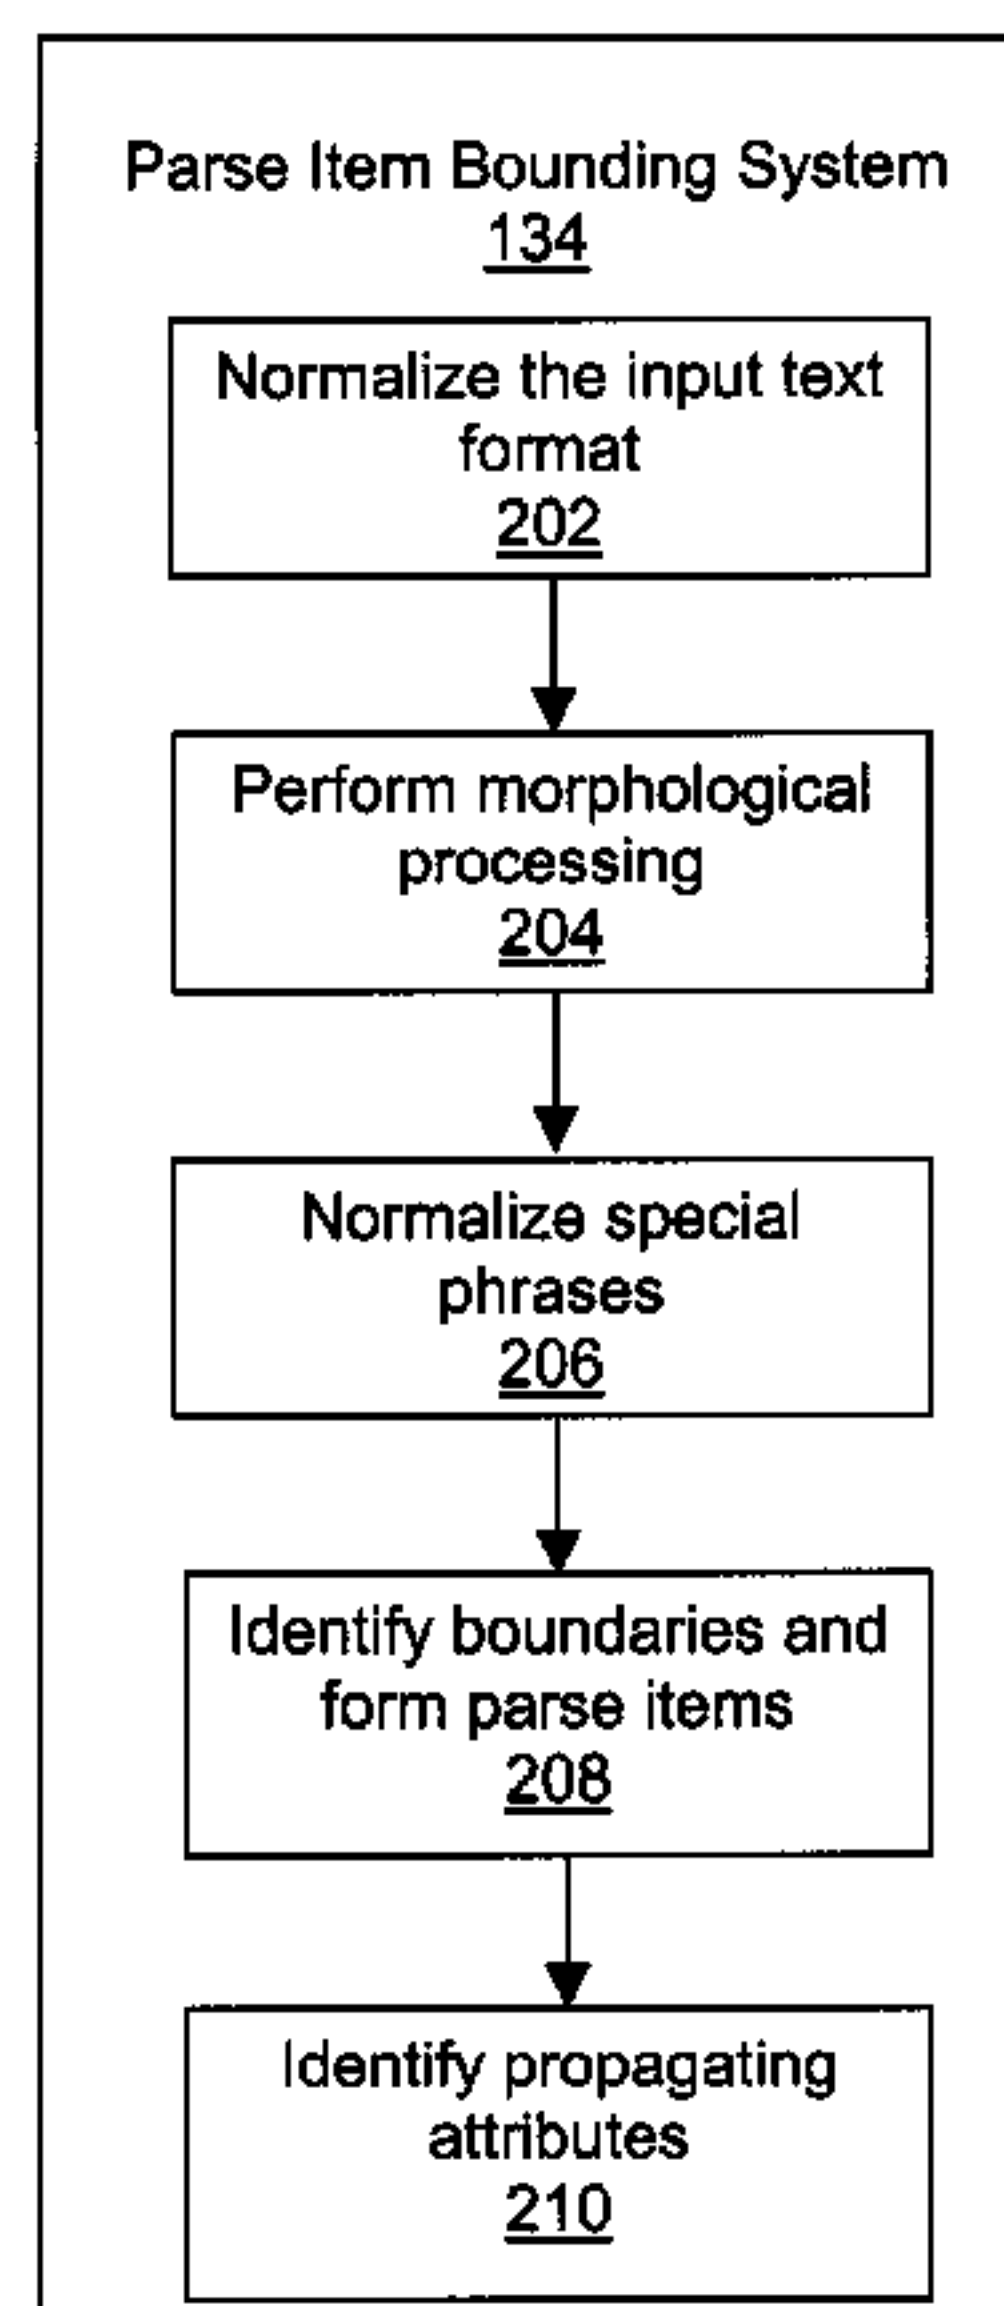 Parse Item Bounding System
134
Normalize the input text
format
202
Perform morphological
processing
204
Normalize special
phrases
206
Identify boundaries and
form parse items
208
Identify propagating
attributes
210